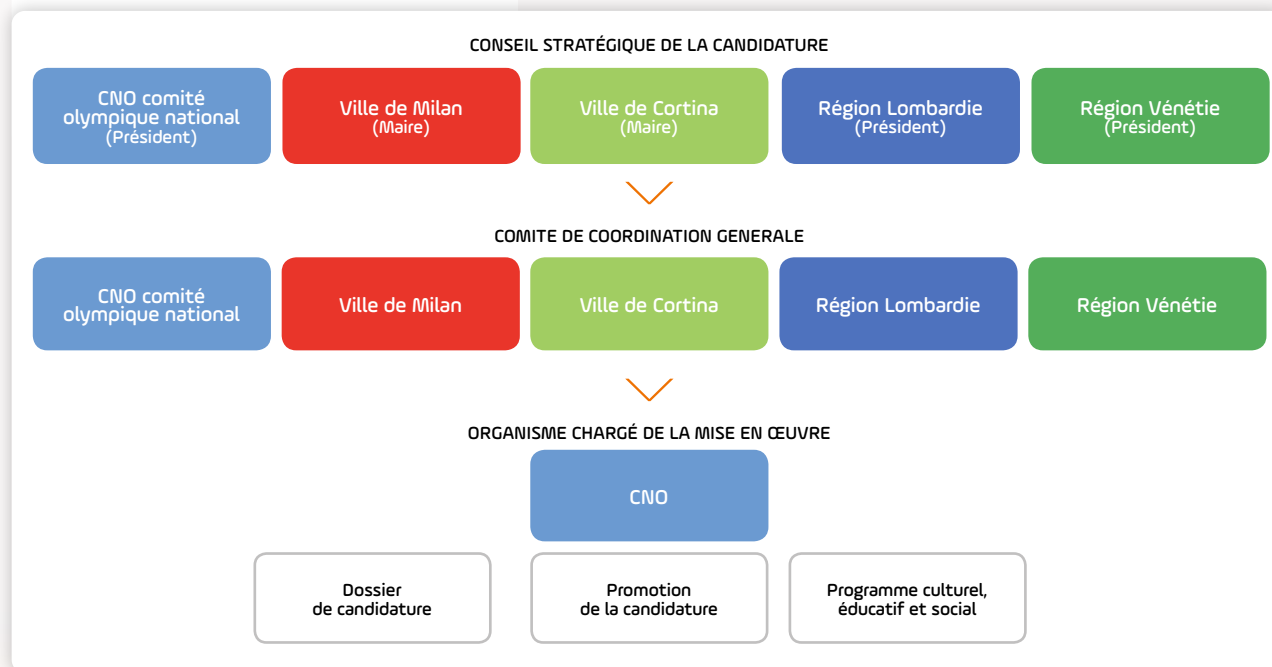 CONSEIL STRATÉGIQUE DE LA CANDIDATURE
CNO comité
olympique national
(Président)
Ville de Milan
(Maire)
Ville de Cortina
(Maire)
Région Lombardie
(Président)
Région Vénétie
(Président)
COMITE DE COORDINATION GENERALE
CNO comité
olympique national
Ville de Milan
Ville de Cortina
Région Lombardie
Région Vénétie
ORGANISME CHARGÉ DE LA MISE EN ŒUVRE
CNO
Dossier
de candidature
Promotion
de la candidature
Programme culturel,
éducatif et social